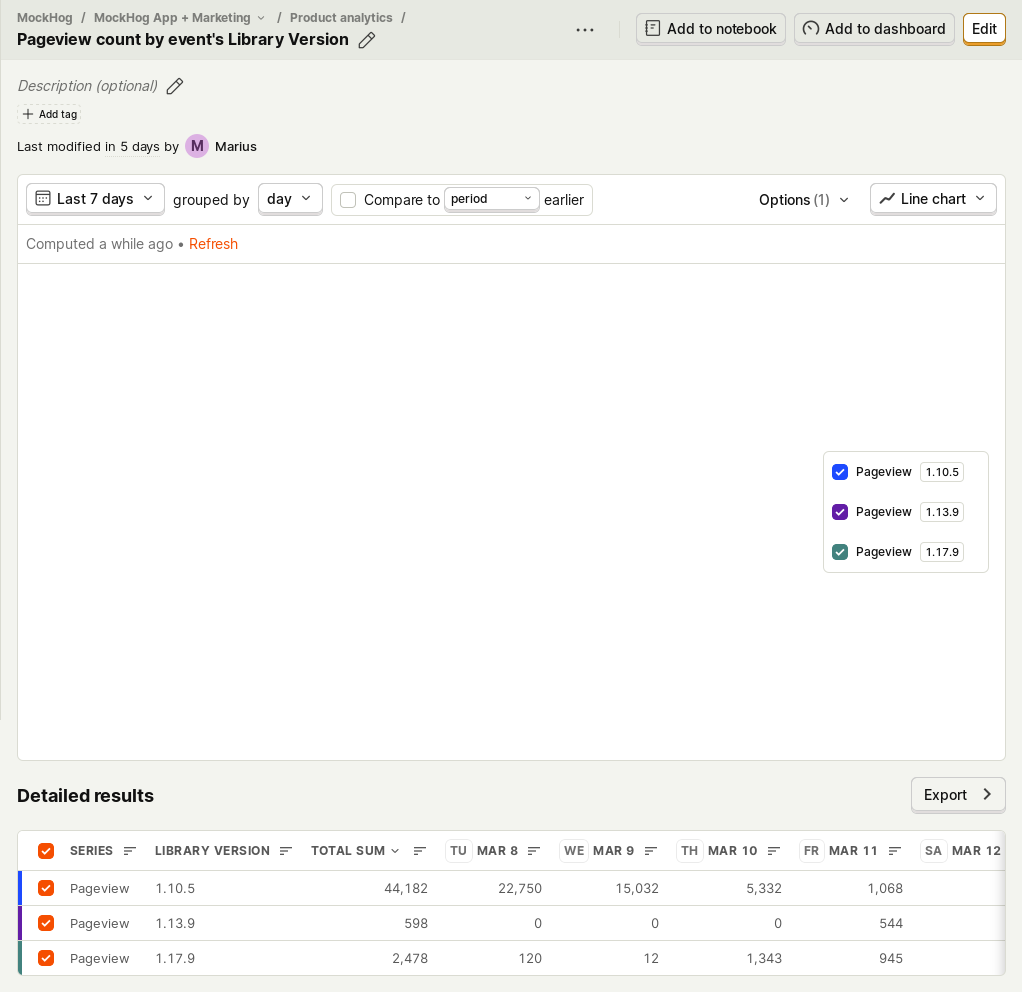 MockHog / MockHog App + Marketing / Product analytics /
Pageview count by event's Library Version
Add to notebook
Add to dashboard
Edit
Description (optional)
Add tag
Last modified in 5 days by M Marius
Last 7 days grouped by day Compare to period earlier Options (1) Line chart
Computed a while ago • Refresh
Pageview 1.10.5
Pageview 1.13.9
Pageview 1.17.9
Detailed results
Export
SERIES LIBRARY VERSION TOTAL SUM TU MAR 8 WE MAR 9 TH MAR 10 FR MAR 11 SA MAR 12
Pageview 1.10.5 44,182 22,750 15,032 5,332 1,068
Pageview 1.13.9 598 0 0 0 544
Pageview 1.17.9 2,478 120 12 1,343 945